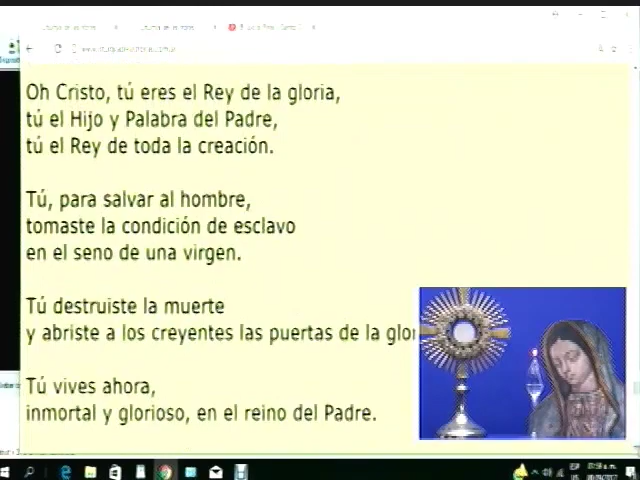 Oh Cristo, tú eres el Rey de la gloria,
tú el Hijo y Palabra del Padre,
tú el Rey de toda la creación.
Tú, para salvar al hombre,
tomaste la condición de esclavo
en el seno de una virgen.
Tú destruiste la muerte
y abriste a los creyentes las puertas de la glor
Tú vives ahora,
inmortal y glorioso, en el reino del Padre.
ESP